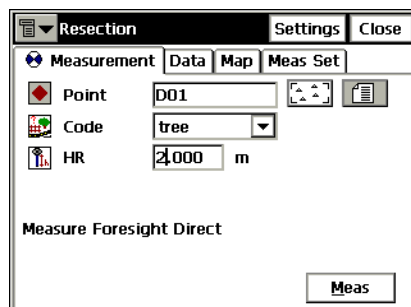 Resection Settings Close
Measurement Data Map Meas Set
Point D01
Code tree
HR 2.000 m
Measure Foresight Direct
Meas